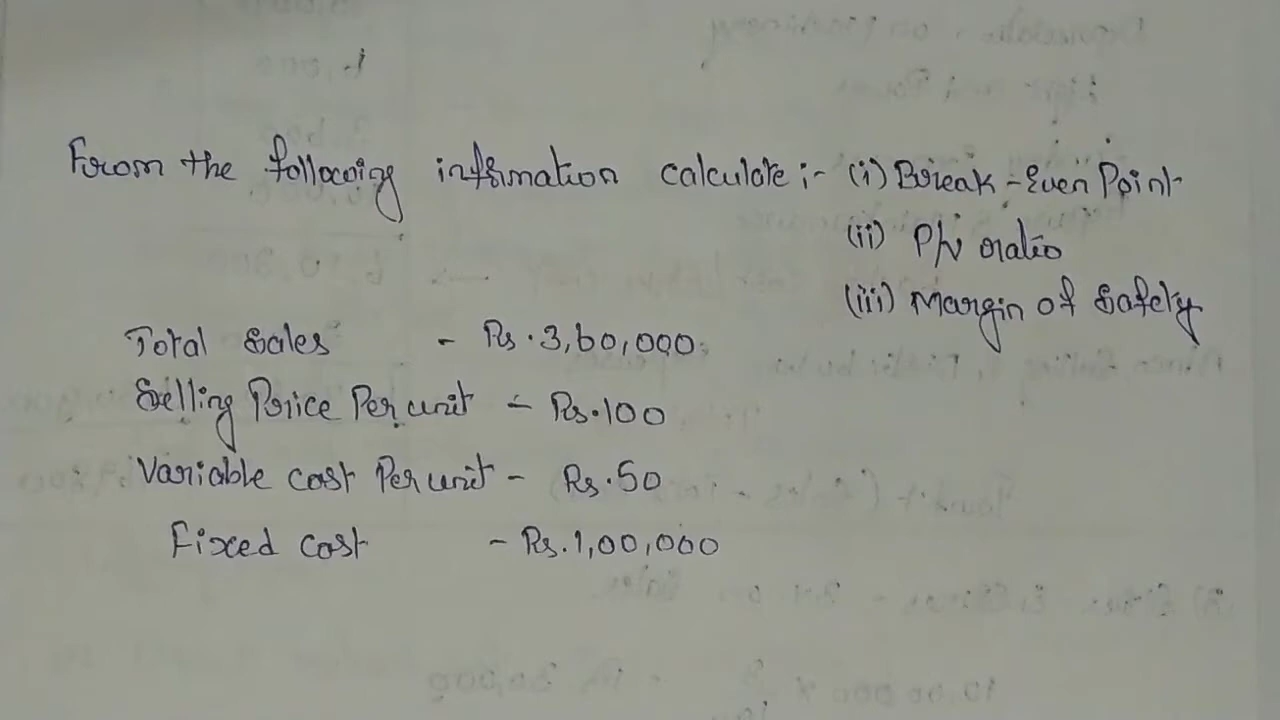 From the following information calculate :- (i) Break-Even Point
(ii) P/V ratio
(iii) Margin of Safety
Total Sales - Rs.3,60,000
Selling Price Per unit - Rs.100
Variable cost Per unit - Rs.50
Fixed cost - Rs.1,00,000